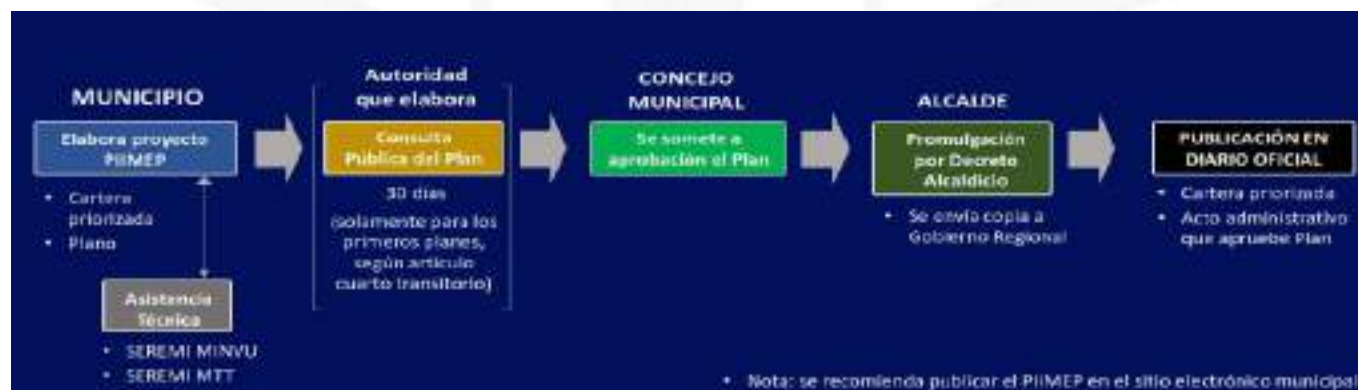 MUNICIPIO
Elabora proyecto
PIIMEP
• Cartera
priorizada
• Plano
Asistencia
Técnica
• SEREMI MINVU
• SEREMI MTT
Autoridad
que elabora
Consulta
Pública del Plan
30 días
(solamente para los
primeros planes,
según artículo
cuarto transitorio)
CONCEJO
MUNICIPAL
Se somete a
aprobación el Plan
ALCALDE
Promulgación
por Decreto
Alcaldicio
• Se envía copia a
Gobierno Regional
PUBLICACIÓN EN
DIARIO OFICIAL
• Cartera priorizada
• Acto administrativo
que apruebe Plan
• Nota: se recomienda publicar el PIIMEP en el sitio electrónico municipal